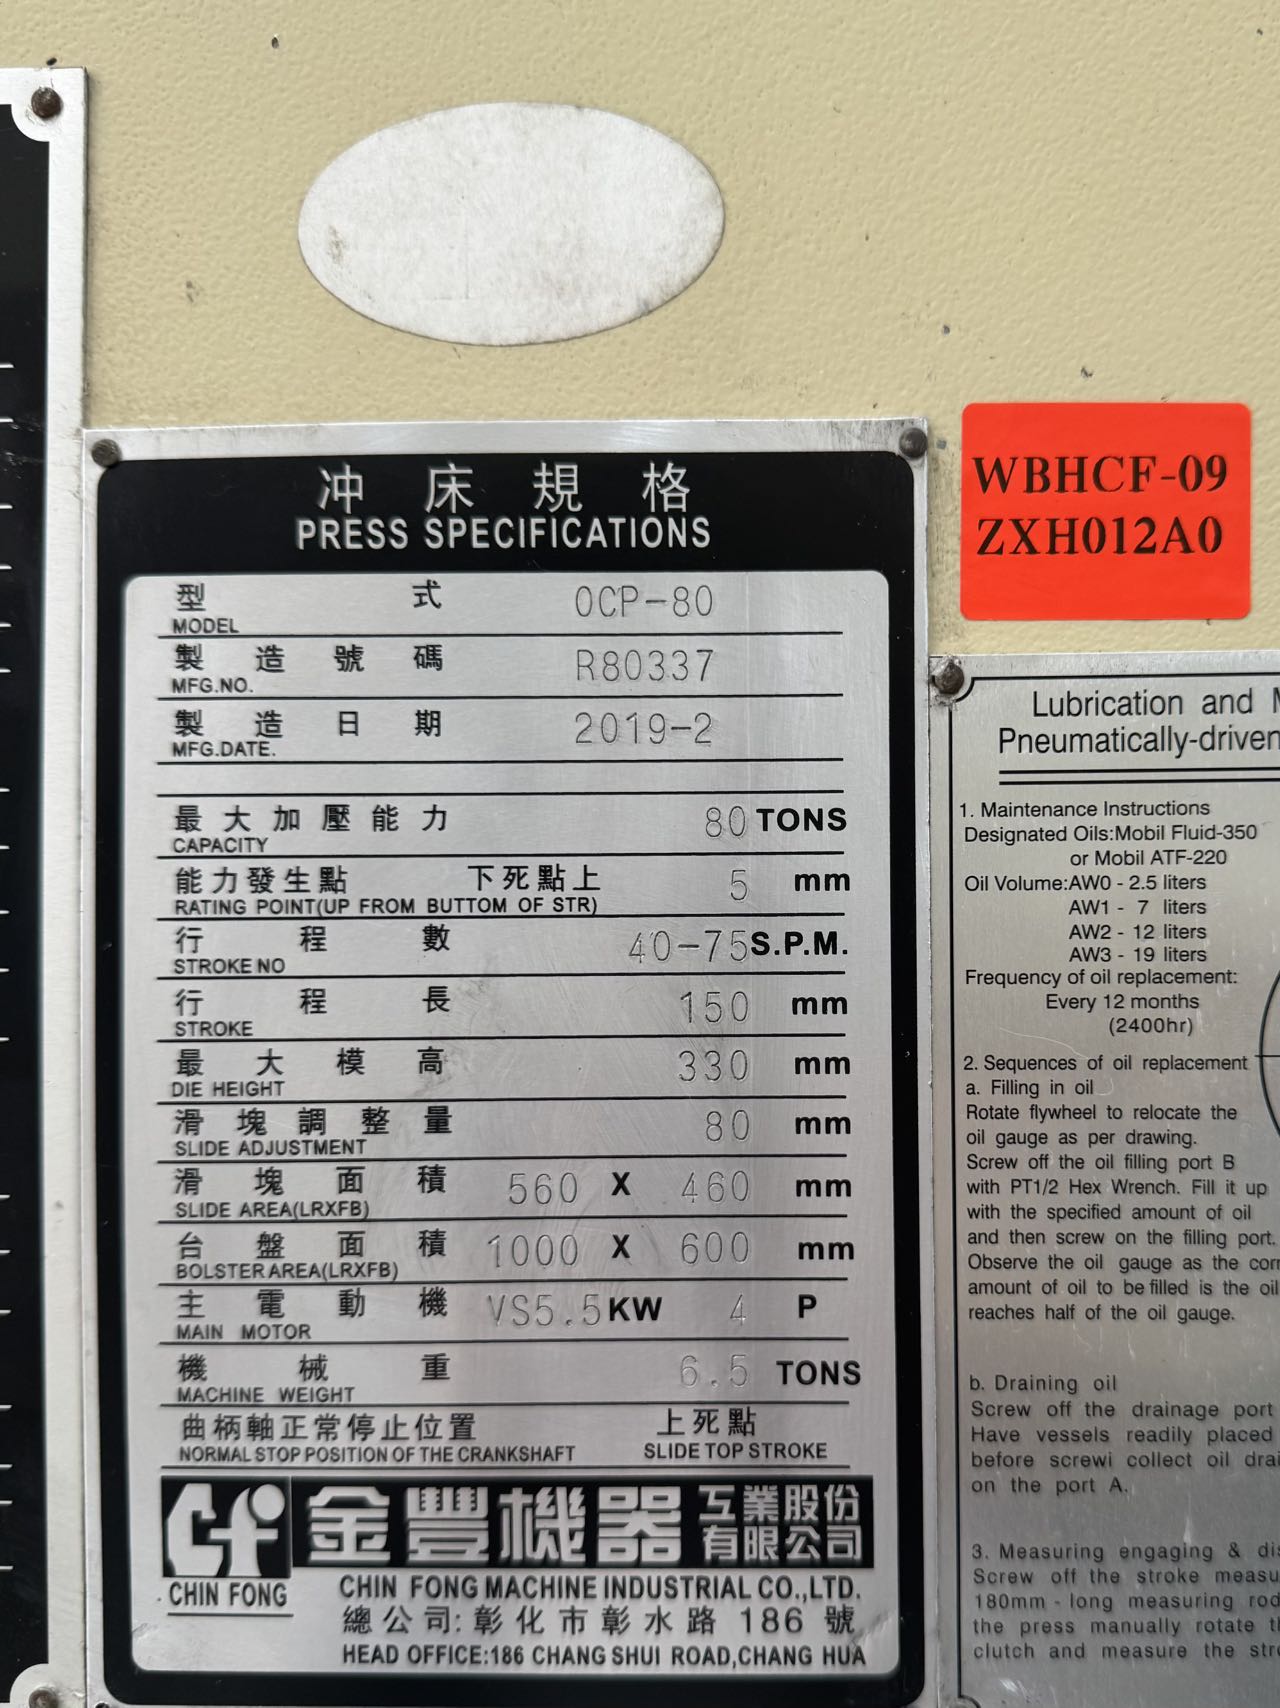 冲床規格
PRESS SPECIFICATIONS
型式 OCP-80
MODEL
製造號碼 R80337
MFG.NO.
製造日期 2019-2
MFG.DATE.
最大加壓能力 80 TONS
CAPACITY
能力發生點 下死點上 5 mm
RATING POINT(UP FROM BUTTOM OF STR)
行程數 40-75 S.P.M.
STROKE NO
行程長 150 mm
STROKE
最大模高 330 mm
DIE HEIGHT
滑塊調整量 80 mm
SLIDE ADJUSTMENT
滑塊面積 560 X 460 mm
SLIDE AREA(LRXFB)
台盤面積 1000 X 600 mm
BOLSTER AREA(LRXFB)
主電動機 VS5.5 KW 4 P
MAIN MOTOR
機械重 6.5 TONS
MACHINE WEIGHT
曲柄軸正常停止位置 上死點
NORMAL STOP POSITION OF THE CRANKSHAFT SLIDE TOP STROKE
金豐機器 工業股份
有限公司
CHIN FONG
CHIN FONG MACHINE INDUSTRIAL CO.,LTD.
總公司:彰化市彰水路 186 號
HEAD OFFICE:186 CHANG SHUI ROAD,CHANG HUA
WBHCF-09
ZXH012A0
Lubrication and
Pneumatically-driven
1. Maintenance Instructions
Designated Oils:Mobil Fluid-350
or Mobil ATF-220
Oil Volume:AW0 - 2.5 liters
AW1 - 7 liters
AW2 - 12 liters
AW3 - 19 liters
Frequency of oil replacement:
Every 12 months
(2400hr)
2. Sequences of oil replacement
a. Filling in oil
Rotate flywheel to relocate the
oil gauge as per drawing.
Screw off the oil filling port B
with PT1/2 Hex Wrench. Fill it up
with the specified amount of oil
and then screw on the filling port.
Observe the oil gauge as the
amount of oil to be filled is the oil
reaches half of the oil gauge.
b. Draining oil
Screw off the drainage port
Have vessels readily placed
before screwi collect oil
on the port A.
3. Measuring engaging &
Screw off the stroke
180mm - long measuring
the press manually rotate
clutch and measure the